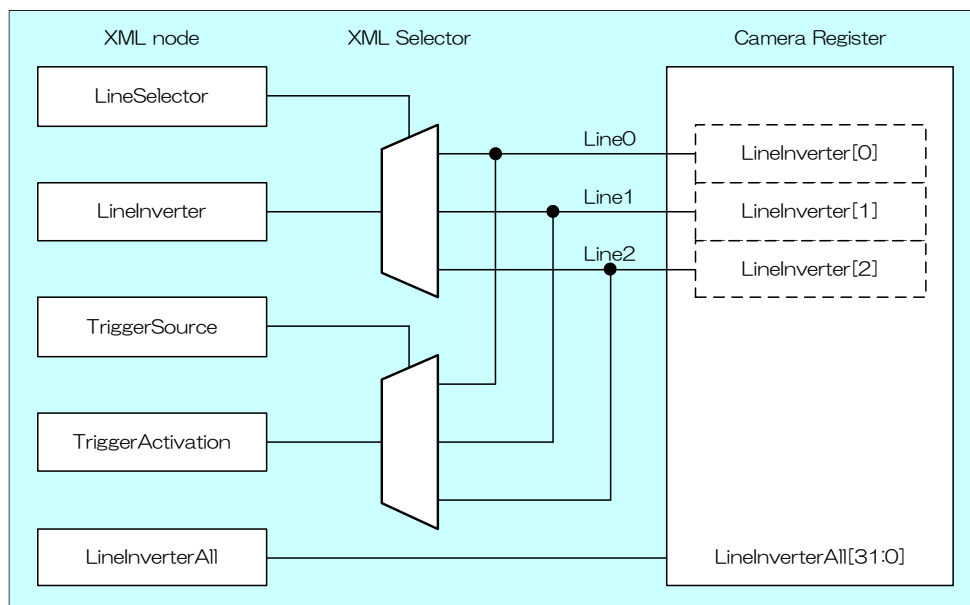 XML node
XML Selector
Camera Register
LineSelector
LineInverter
TriggerSource
TriggerActivation
LineInverterAll
Line0
Line1
Line2
LineInverter[0]
LineInverter[1]
LineInverter[2]
LineInverterAll[31:0]